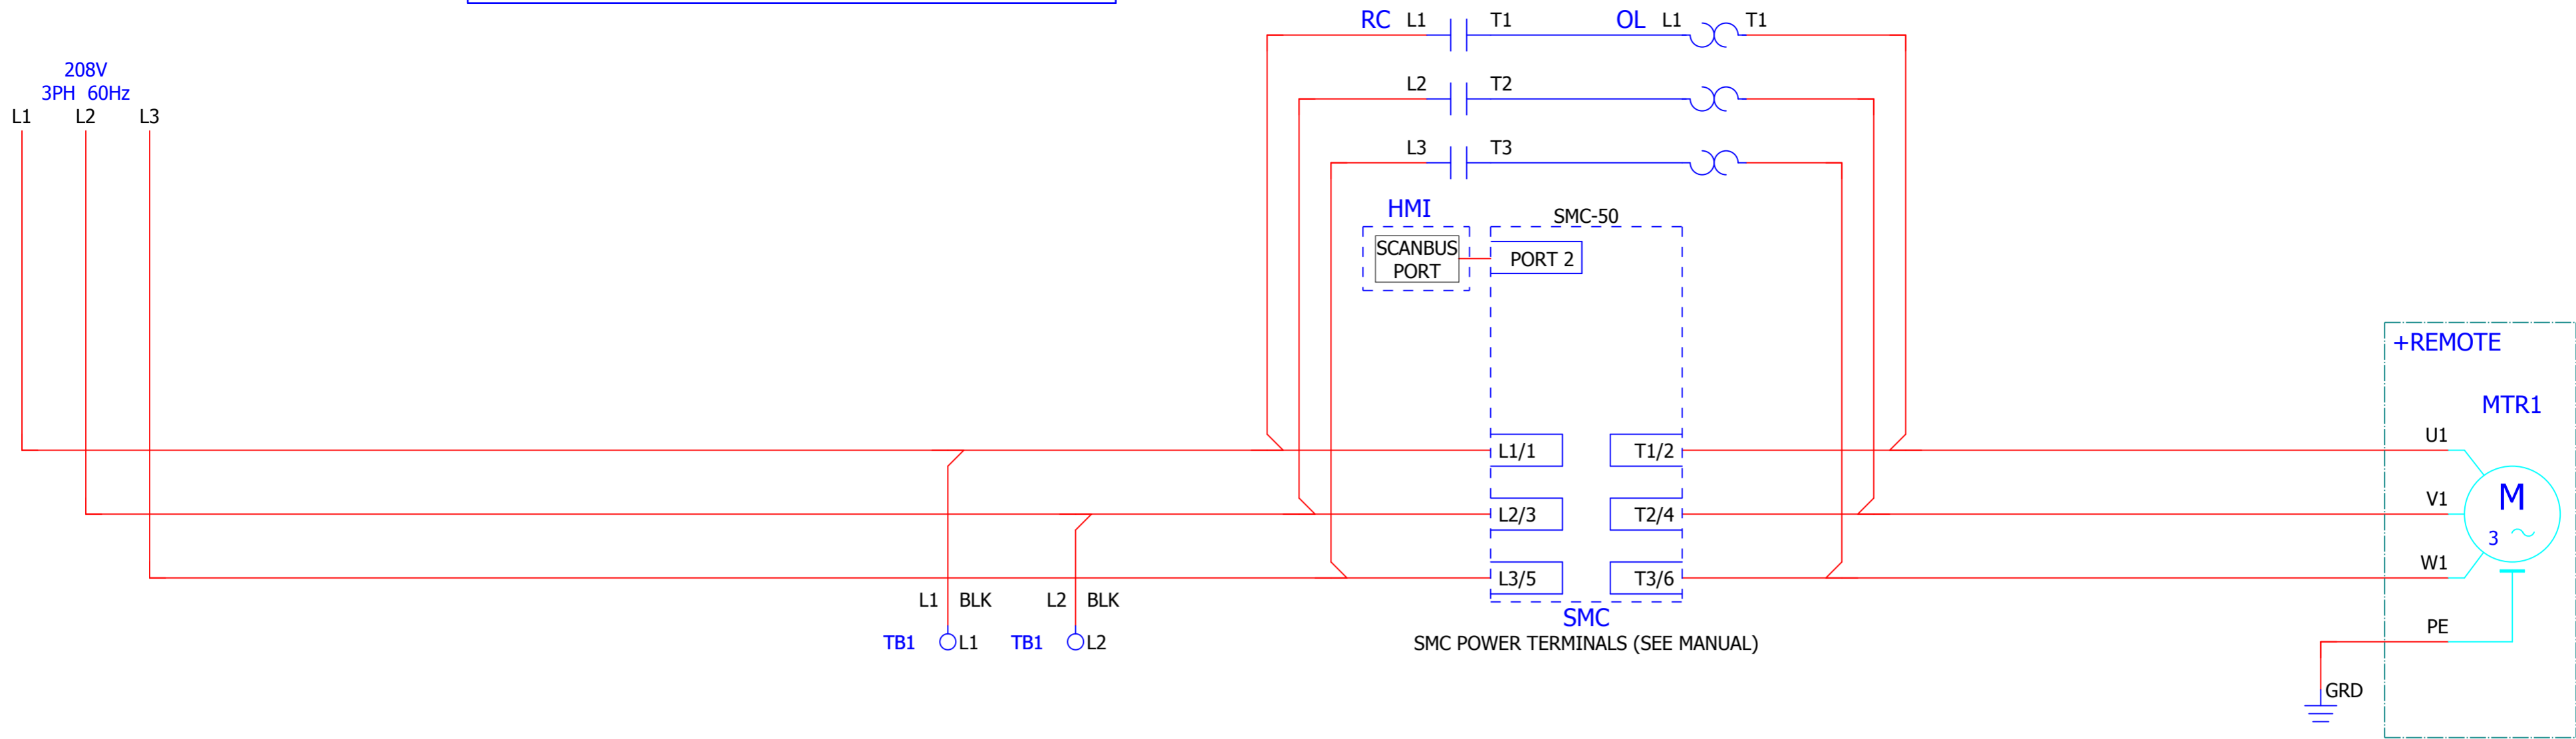 RC L1 T1 OL L1 T1
208V
3PH 60Hz
L1 L2 L3
L2 T2
L3 T3
HMI
SMC-50
SCANBUS
PORT
PORT 2
+REMOTE
MTR1
L1/1 T1/2 U1
M
3
L2/3 T2/4 V1
L3/5 T3/6 W1
L1 BLK L2 BLK
SMC
TB1 L1 TB1 L2
SMC POWER TERMINALS (SEE MANUAL)
PE
GRD